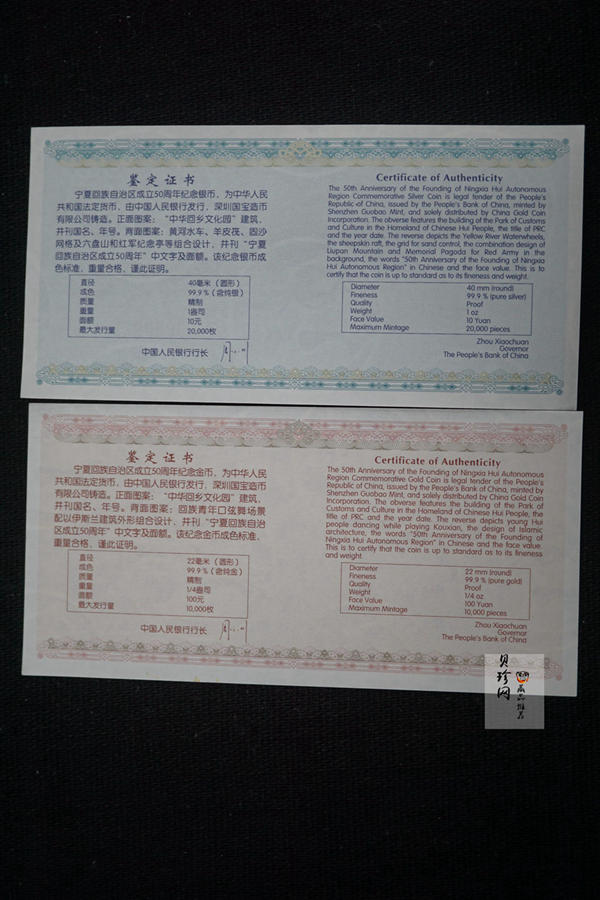 鉴定证书
宁夏回族自治区成立50周年纪念银币，为中华人民
共和国法定货币，由中国人民银行发行，深圳国宝造币
有限公司铸造。正面图案：“中华回乡文化园”建筑，
并刊国名、年号。背面图案：黄河水车、羊皮筏、固沙
网格及六盘山和红军纪念亭等组合设计，并刊“宁夏
回族自治区成立50周年”中文字及面额。该纪念银币成
色标准，重量合格，谨此证明。
直径 40毫米（圆形）
成色 99.9％（含纯银）
质量 精制
重量 1盎司
面额 10元
最大发行量 20,000枚
中国人民银行行长
Certificate of Authenticity
The 50th Anniversary of the Founding of Ningxia Hui Autonomous
Region Commemorative Silver Coin is legal tender of the People's
Republic of China, issued by the People's Bank of China, minted by
Shenzhen Guobao Mint, and solely distributed by China Gold Coin
Incorporation. The obverse features the building of the Park of Customs
and Culture in the Homeland of Chinese Hui People, the title of PRC
and the year date. The reverse depicts the Yellow River Waterwheels,
the sheepskin raft, the grid for sand control, the combination design of
Liupan Mountain and Memorial Pagoda for Red Army in the
background, the words "50th Anniversary of the Founding of Ningxia
Hui Autonomous Region" in Chinese and the face value. This is to
certify that the coin is up to standard as to its fineness and weight.
Diameter 40 mm (round)
Fineness 99.9 % (pure silver)
Quality Proof
Weight 1 oz
Face Value 10 Yuan
Maximum Mintage 20,000 pieces
Zhou Xiaochuan
Governor
The People's Bank of China
鉴定证书
宁夏回族自治区成立50周年纪念金币，为中华人民
共和国法定货币，由中国人民银行发行，深圳国宝造币
有限公司铸造。正面图案：“中华回乡文化园”建筑，
并刊国名、年号。背面图案：回族青年口弦舞场景
配以伊斯兰建筑外形组合设计，并刊“宁夏回族自治
区成立50周年”中文字及面额。该纪念金币成色标准，
重量合格，谨此证明。
直径 22毫米（圆形）
成色 99.9％（含纯金）
质量 精制
重量 1/4盎司
面额 100元
最大发行量 10,000枚
中国人民银行行长
Certificate of Authenticity
The 50th Anniversary of the Founding of Ningxia Hui Autonomous
Region Commemorative Gold Coin is legal tender of the People's
Republic of China, issued by the People's Bank of China, minted by
Shenzhen Guobao Mint, and solely distributed by China Gold Coin
Incorporation. The obverse features the building of the Park of
Customs and Culture in the Homeland of Chinese Hui People, the
title of PRC and the year date. The reverse depicts young Hui
people dancing while playing Kouxian, the design of Islamic
architecture, the words "50th Anniversary of the Founding of
Ningxia Hui Autonomous Region" in Chinese and the face value.
This is to certify that the coin is up to standard as to its fineness
and weight.
Diameter 22 mm (round)
Fineness 99.9 % (pure gold)
Quality Proof
Weight 1/4 oz
Face Value 100 Yuan
Maximum Mintage 10,000 pieces
Zhou Xiaochuan
Governor
The People's Bank of China
贝珍网
藏品推荐